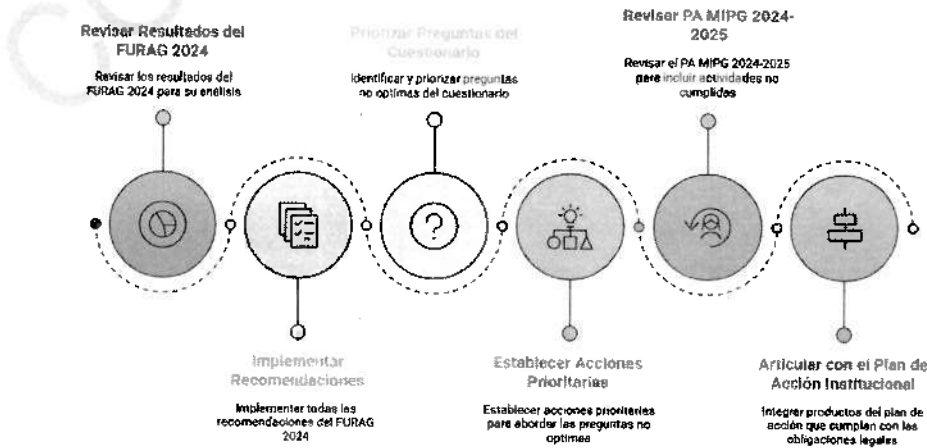 Revisar Resultados del
FURAG 2024
Revisar los resultados del
FURAG 2024 para su análisis
Implementar
Recomendaciones
Implementar todas las
recomendaciones del FURAG
2024
Priorizar Preguntas del
Cuestionario
Identificar y priorizar preguntas
no optimas del cuestionario
?
Establecer Acciones
Prioritarias
Establecer acciones prioritarias
para abordar las preguntas no
optimas
Revisar PA MIPG 2024-
2025
Revisar el PA MIPG 2024-2025
para incluir actividades no
cumplidas
Articular con el Plan de
Acción Institucional
Integrar productos del plan de
acción que cumplan con las
obligaciones legales